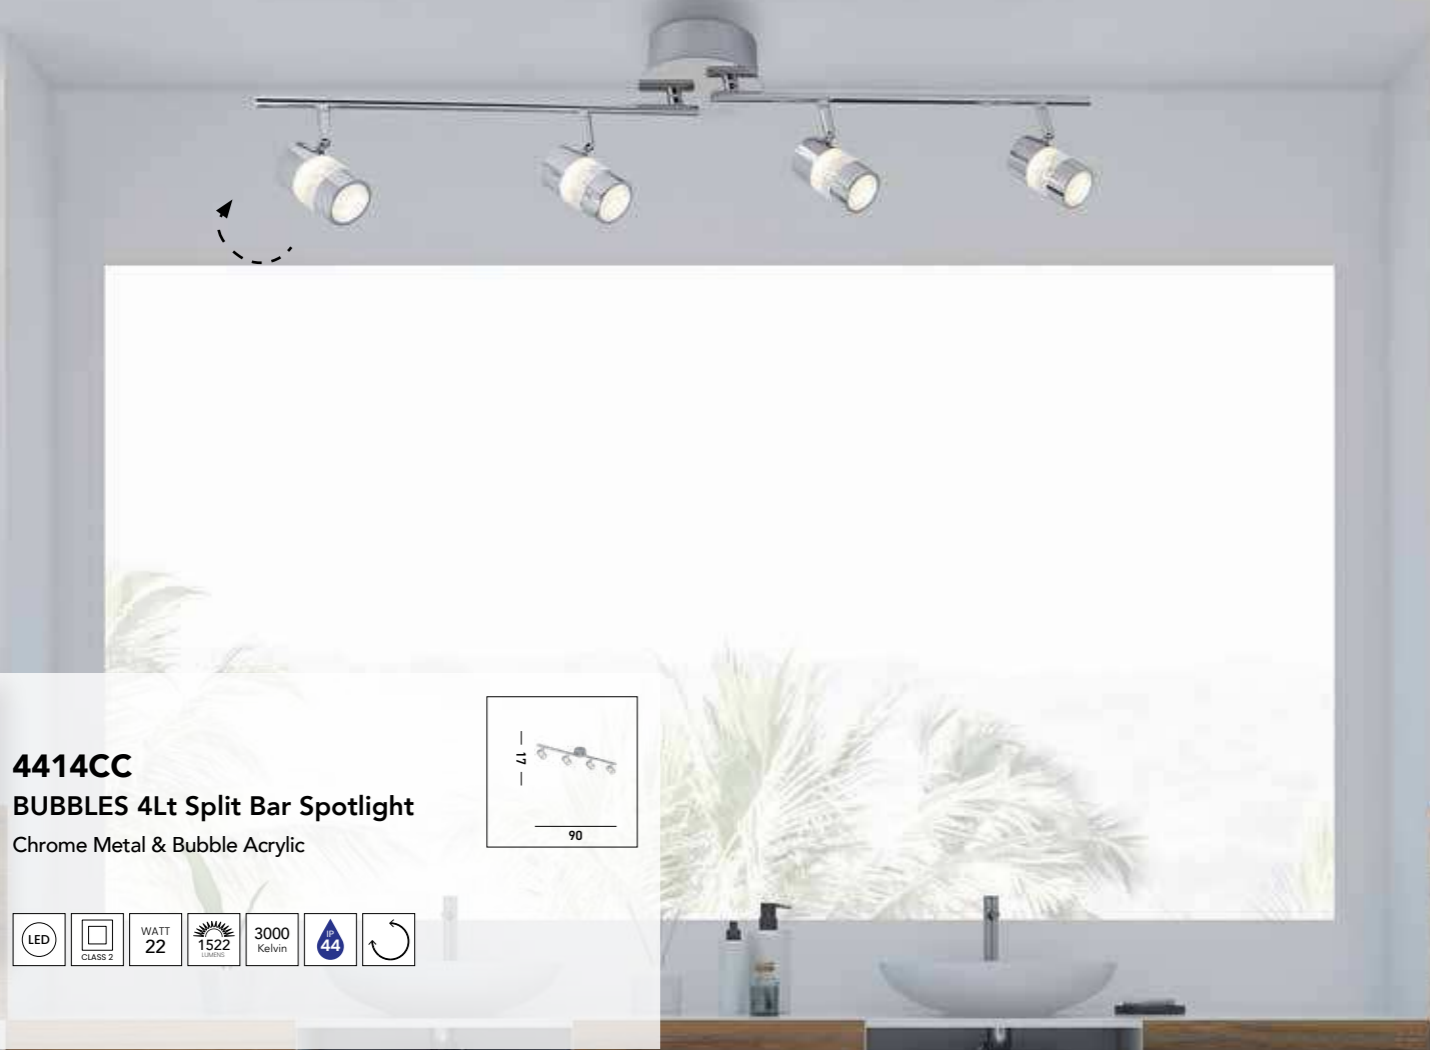 4414CC
BUBBLES 4Lt Split Bar Spotlight
Chrome Metal & Bubble Acrylic
17
90
LED
CLASS 2
WATT
22
1522
LUMENS
3000
Kelvin
IP
44